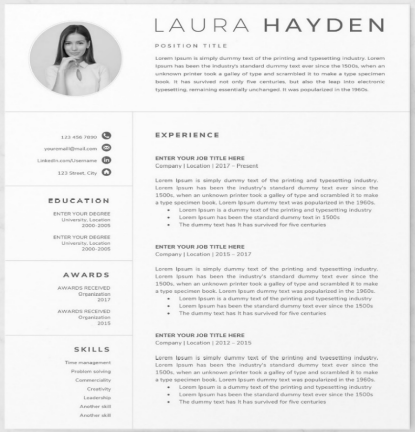 LAURA HAYDEN
POSITION TITLE
Lorem Ipsum is simply dummy text of the printing and typesetting industry. Lorem
Ipsum has been the industry's standard dummy text ever since the 1500s, when an
unknown printer took a galley of type and scrambled it to make a type specimen
book. It has survived not only five centuries, but also the leap into electronic
typesetting, remaining essentially unchanged. It was popularized in the 1960s.
123 456 7890
youremail@mail.com
LinkedIn.com/Username
123 Street, City
EDUCATION
ENTER YOUR DEGREE
University, Location
2000-2005
ENTER YOUR DEGREE
University, Location
2000-2005
AWARDS
AWARDS RECEIVED
Organization
2017
AWARDS RECEIVED
Organization
2015
SKILLS
Time management
Problem solving
Commerciality
Creativity
Leadership
Another skill
Another skill
EXPERIENCE
ENTER YOUR JOB TITLE HERE
Company | Location | 2017 – Present
Lorem Ipsum is simply dummy text of the printing and typesetting industry.
Lorem Ipsum has been the industry's standard dummy text ever since the
1500s, when an unknown printer took a galley of type and scrambled it to make
a type specimen book. Lorem Ipsum dummy text was popularized in the 1960s.
• Lorem Ipsum is simply dummy text of the printing and typesetting industry
• Lorem Ipsum has been the standard dummy text in 1500s
• The dummy text has survived for five centuries
ENTER YOUR JOB TITLE HERE
Company | Location | 2015 – 2017
Lorem Ipsum is simply dummy text of the printing and typesetting industry.
Lorem Ipsum has been the industry's standard dummy text ever since the
1500s, when an unknown printer took a galley of type and scrambled it to make
a type specimen book. Lorem Ipsum dummy text was popularized in the 1960s.
• Lorem Ipsum is simply dummy text of the printing and typesetting industry
• Lorem Ipsum has been the industry's standard dummy text ever since the 1500s
• The dummy text has survived for five centuries
ENTER YOUR JOB TITLE HERE
Company | Location | 2012 – 2015
Lorem Ipsum is simply dummy text of the printing and typesetting industry.
Lorem Ipsum has been the industry's standard dummy text ever since the
1500s, when an unknown printer took a galley of type and scrambled it to make
a type specimen book. Lorem Ipsum dummy text was popularized in the 1960s.
• Lorem Ipsum is simply dummy text of the printing and typesetting industry
• Lorem Ipsum has been the industry's standard dummy text ever since the 1500s
• The dummy text has survived for five centuries